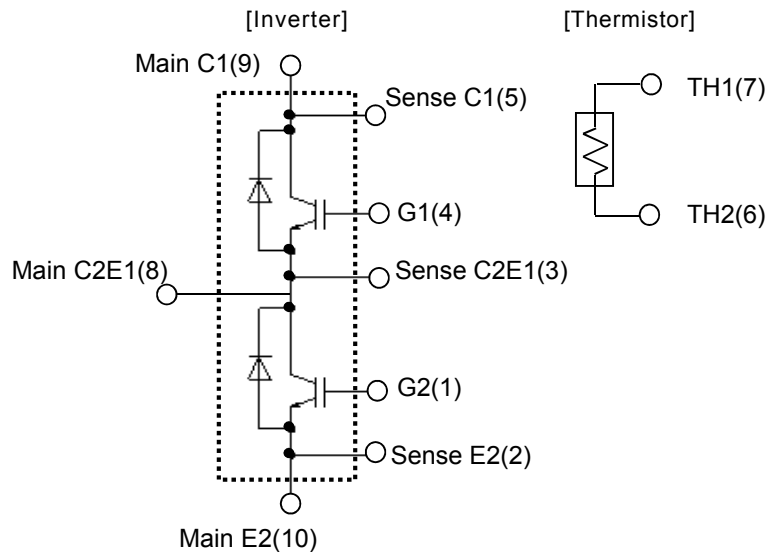 [Inverter]
[Thermistor]
Main C1(9)
Sense C1(5)
TH1(7)
G1(4)
TH2(6)
Main C2E1(8)
Sense C2E1(3)
G2(1)
Sense E2(2)
Main E2(10)